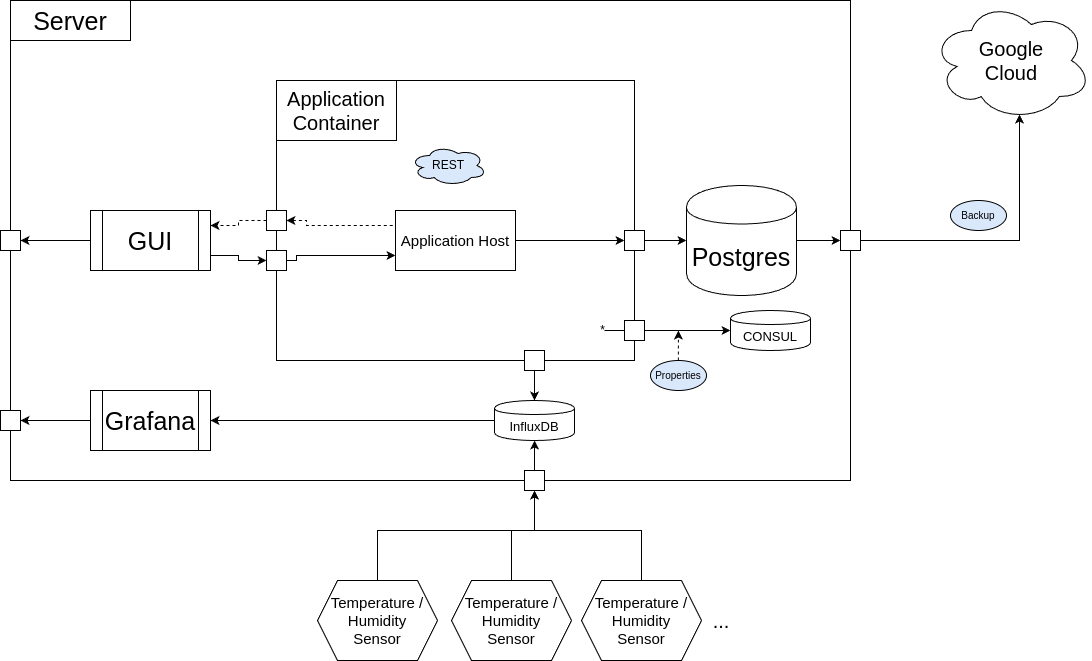 Server
Google
Cloud
Application
Container
REST
GUI
Application Host
Postgres
Backup
*
CONSUL
Properties
Grafana
InfluxDB
Temperature /
Humidity
Sensor
Temperature /
Humidity
Sensor
Temperature /
Humidity
Sensor
...